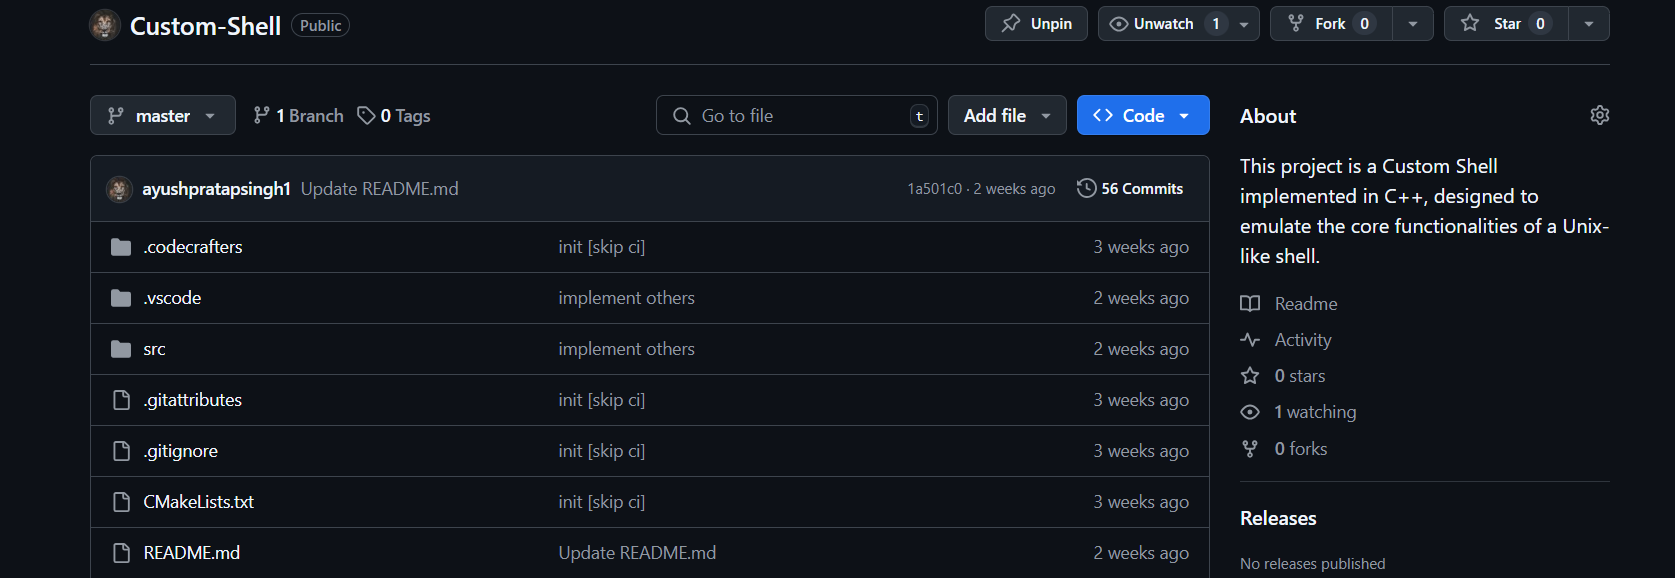 Custom-Shell Public
Unpin Unwatch 1 Fork 0 Star 0
master 1 Branch 0 Tags Go to file t Add file Code
ayushpratapsingh1 Update README.md 1a501c0 · 2 weeks ago 56 Commits
.codecrafters init [skip ci] 3 weeks ago
.vscode implement others 2 weeks ago
src implement others 2 weeks ago
.gitattributes init [skip ci] 3 weeks ago
.gitignore init [skip ci] 3 weeks ago
CMakeLists.txt init [skip ci] 3 weeks ago
README.md Update README.md 2 weeks ago
About
This project is a Custom Shell
implemented in C++, designed to
emulate the core functionalities of a Unix-
like shell.
Readme
Activity
0 stars
1 watching
0 forks
Releases
No releases published